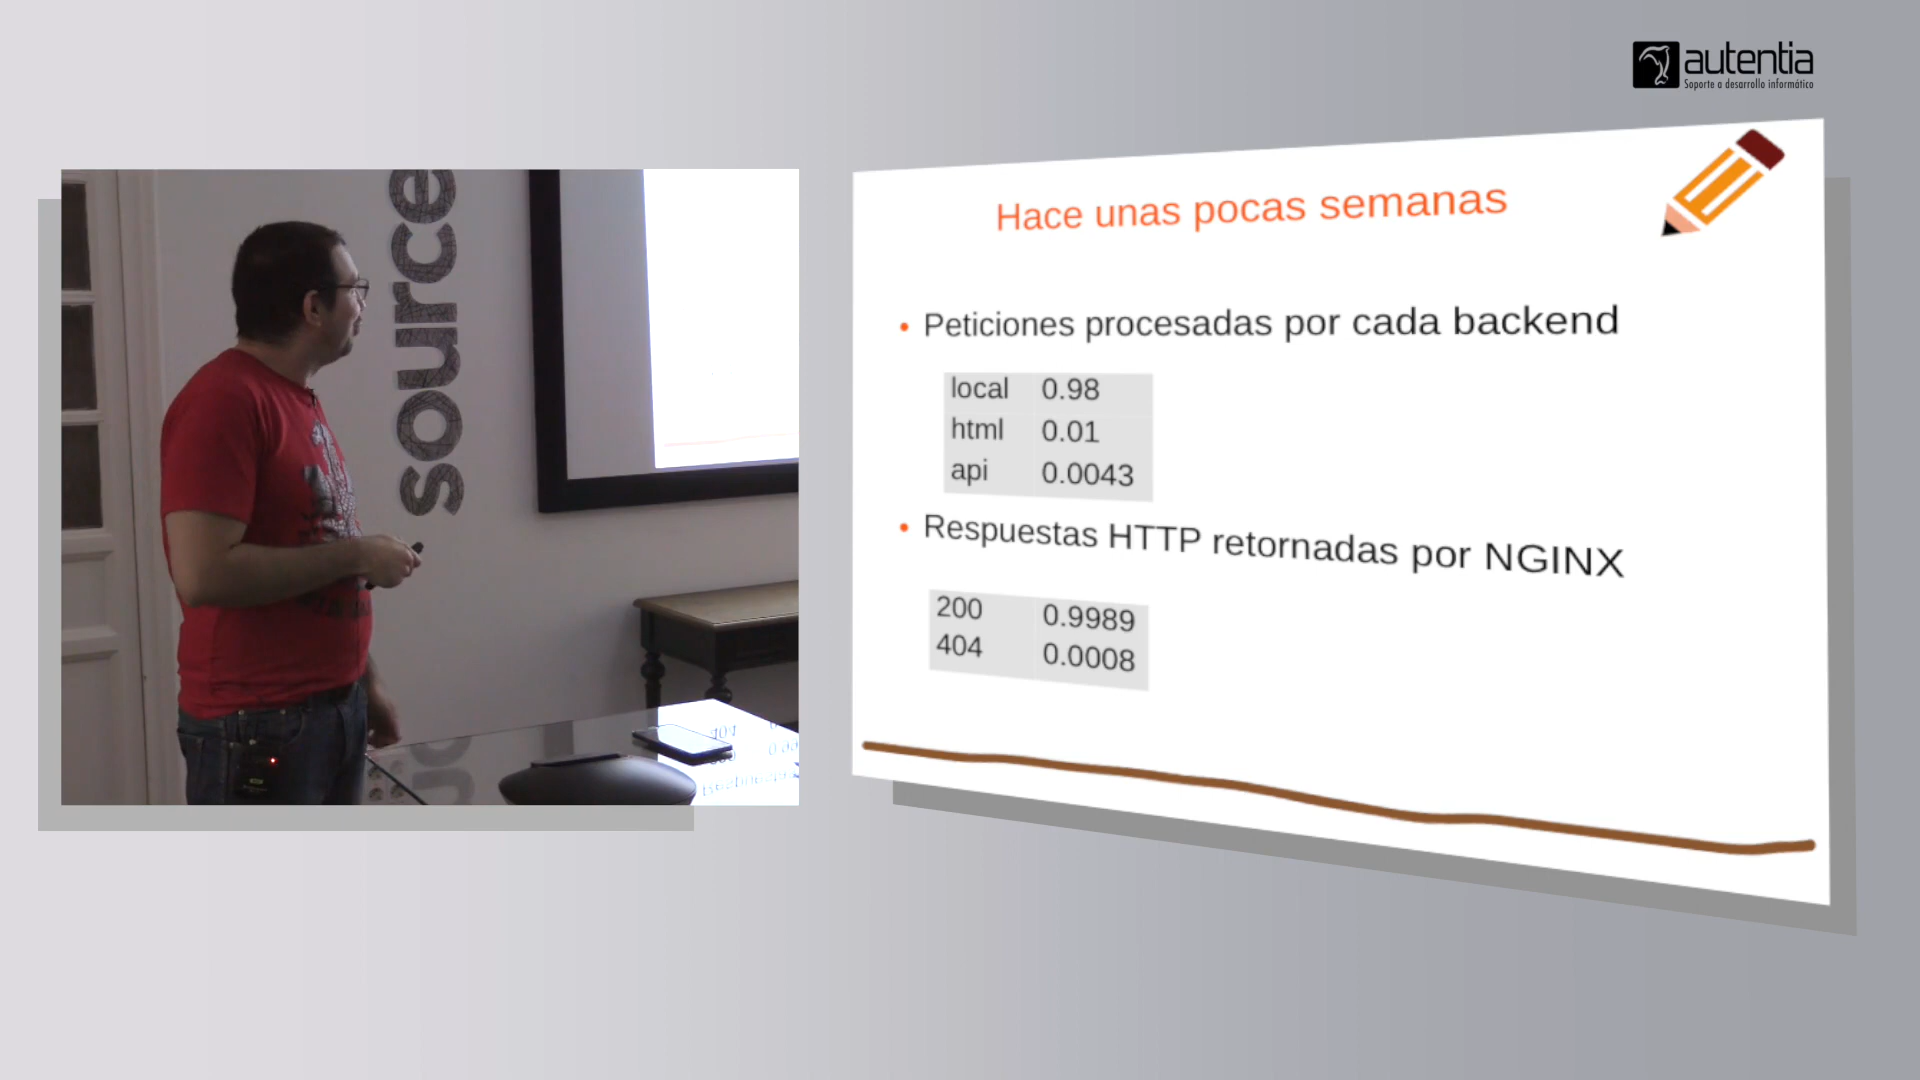 autentia
Soporte a desarrollo informático
source
Hace unas pocas semanas
• Peticiones procesadas por cada backend
local 0.98
html 0.01
api 0.0043
• Respuestas HTTP retornadas por NGINX
200 0.9989
404 0.0008